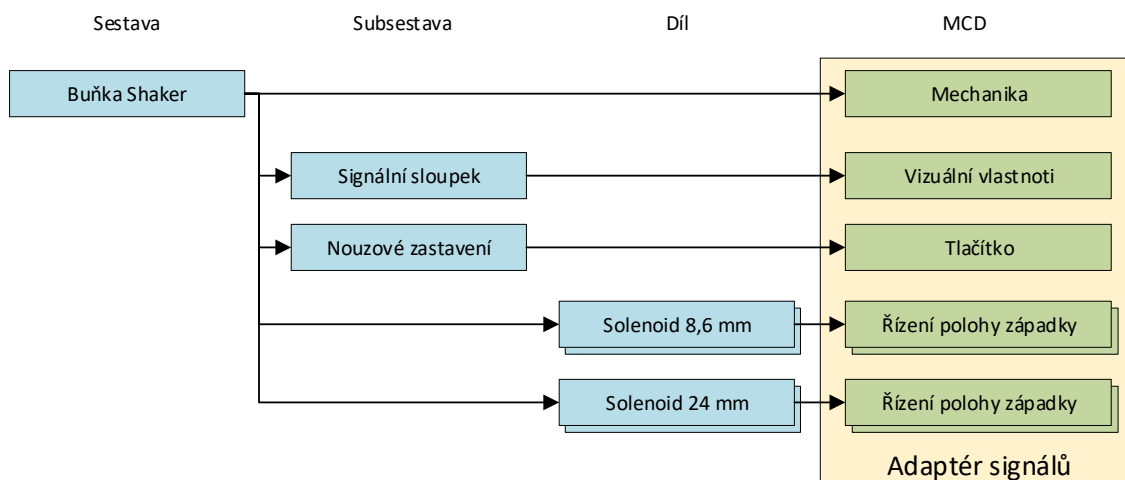 Sestava
Subsestava
Díl
MCD
Buňka Shaker
Mechanika
Signální sloupek
Vizuální vlastnoti
Nouzové zastavení
Tlačítko
Solenoid 8,6 mm
Řízení polohy západky
Solenoid 24 mm
Řízení polohy západky
Adaptér signálů